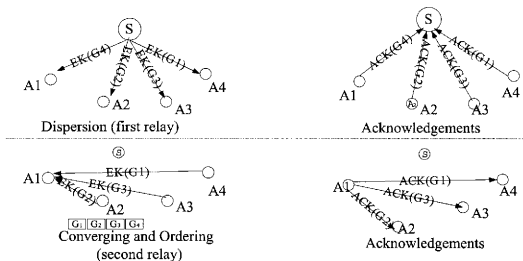 S
EK(G4)
EK(G2)
EK(G3)
EK(G1)
A1
A2
A3
A4
Dispersion (first relay)
S
ACK(G4)
ACK(G2)
ACK(G3)
ACK(G1)
A1
A2
A3
A4
Acknowledgements
S
A1
EK(G1)
EK(G3)
EK(G2)
A2
A3
A4
G1 G2 G3 G4
Converging and Ordering
(second relay)
S
A1
ACK(G1)
ACK(G3)
ACK(G2
A2
A3
A4
Acknowledgements